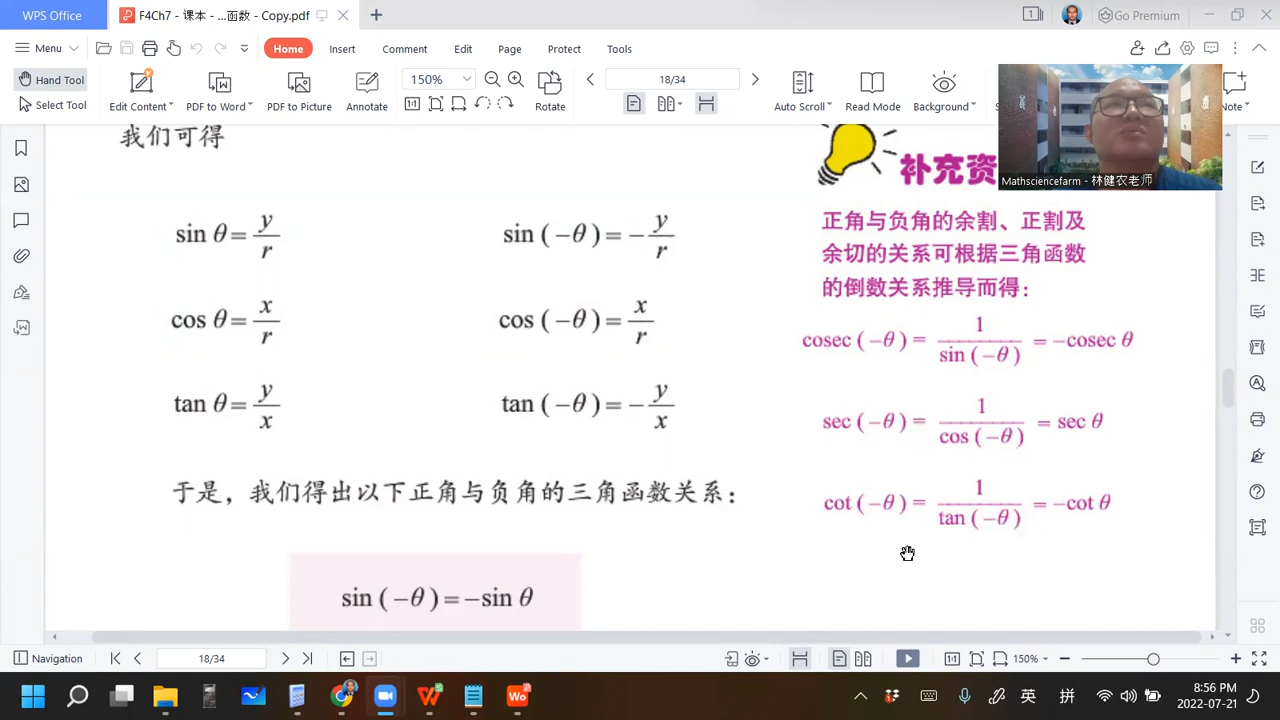 WPS Office
F4Ch7 - 课本 - ...函数 - Copy.pdf
1
Go Premium
Menu
Home
Insert
Comment
Edit
Page
Protect
Tools
Hand Tool
Select Tool
Edit Content
PDF to Word
PDF to Picture
Annotate
150%
Rotate
18/34
Auto Scroll
Read Mode
Background
Note
Mathsciencefarm - 林健农老师
我们可得
补充资
sin θ = y/r
sin (−θ) = − y/r
cos θ = x/r
cos (−θ) = x/r
tan θ = y/x
tan (−θ) = − y/x
于是，我们得出以下正角与负角的三角函数关系：
sin (−θ) = −sin θ
正角与负角的余割、正割及
余切的关系可根据三角函数
的倒数关系推导而得：
cosec (−θ) = 1/sin (−θ) = −cosec θ
sec (−θ) = 1/cos (−θ) = sec θ
cot (−θ) = 1/tan (−θ) = −cot θ
Navigation
18/34
150%
英
拼
8:56 PM
2022-07-21